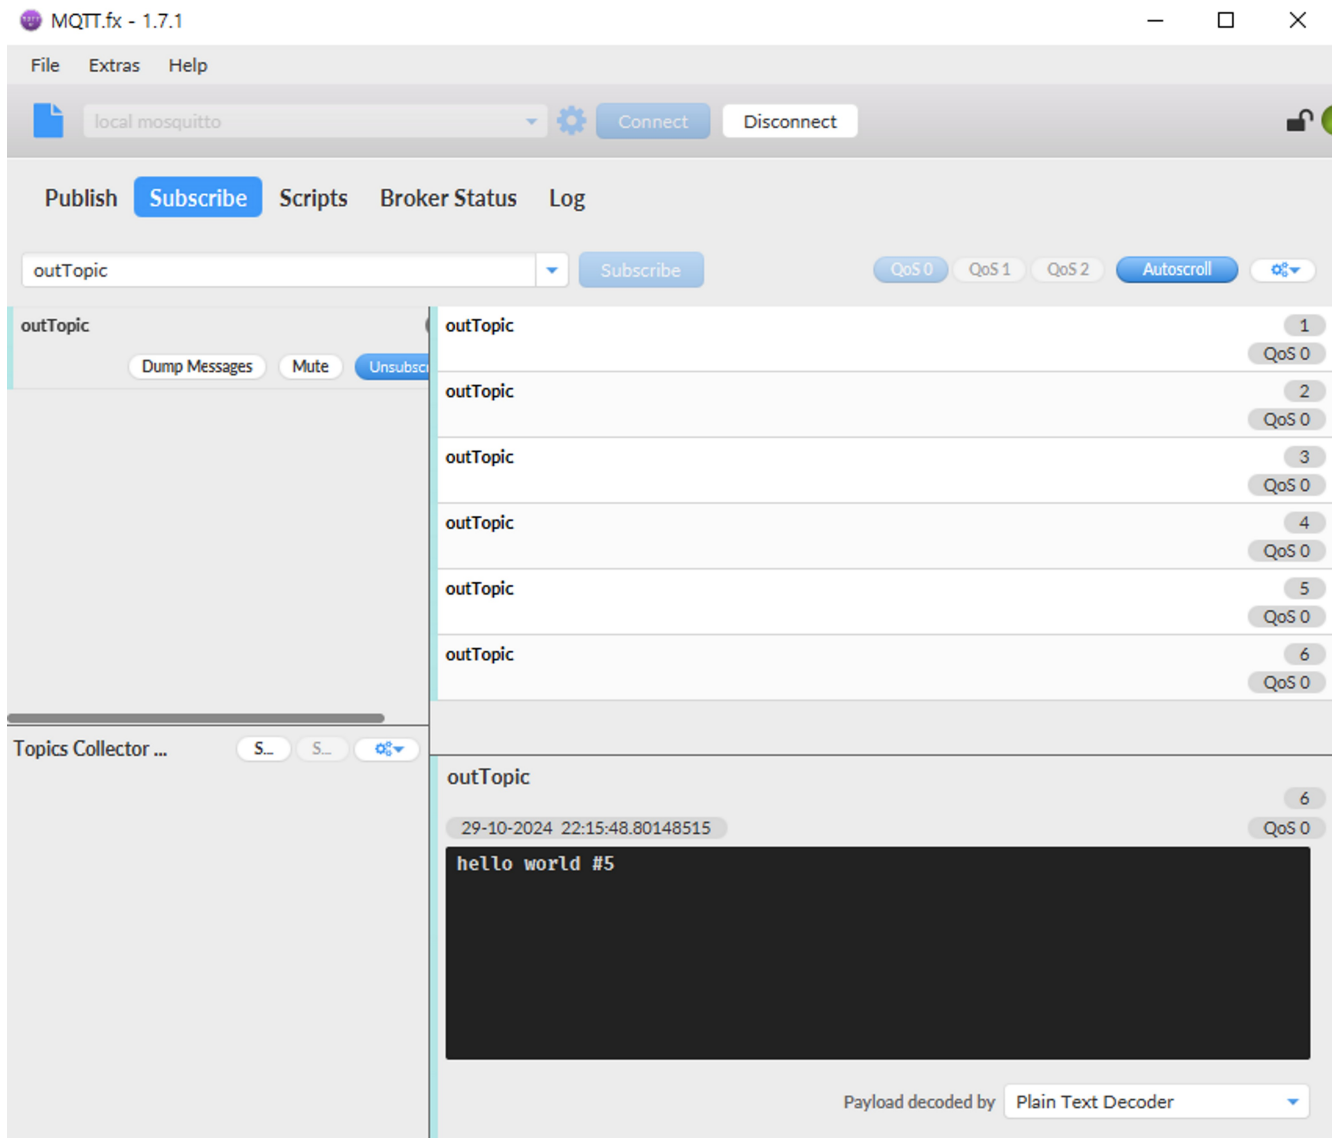 MQTT.fx - 1.7.1
File Extras Help
local mosquitto Connect Disconnect
Publish Subscribe Scripts Broker Status Log
outTopic Subscribe QoS 0 QoS 1 QoS 2 Autoscroll
outTopic
Dump Messages Mute Unsubscri
outTopic 1
QoS 0
outTopic 2
QoS 0
outTopic 3
QoS 0
outTopic 4
QoS 0
outTopic 5
QoS 0
outTopic 6
QoS 0
Topics Collector ... S... S...
outTopic
6
29-10-2024 22:15:48.80148515 QoS 0
hello world #5
Payload decoded by Plain Text Decoder